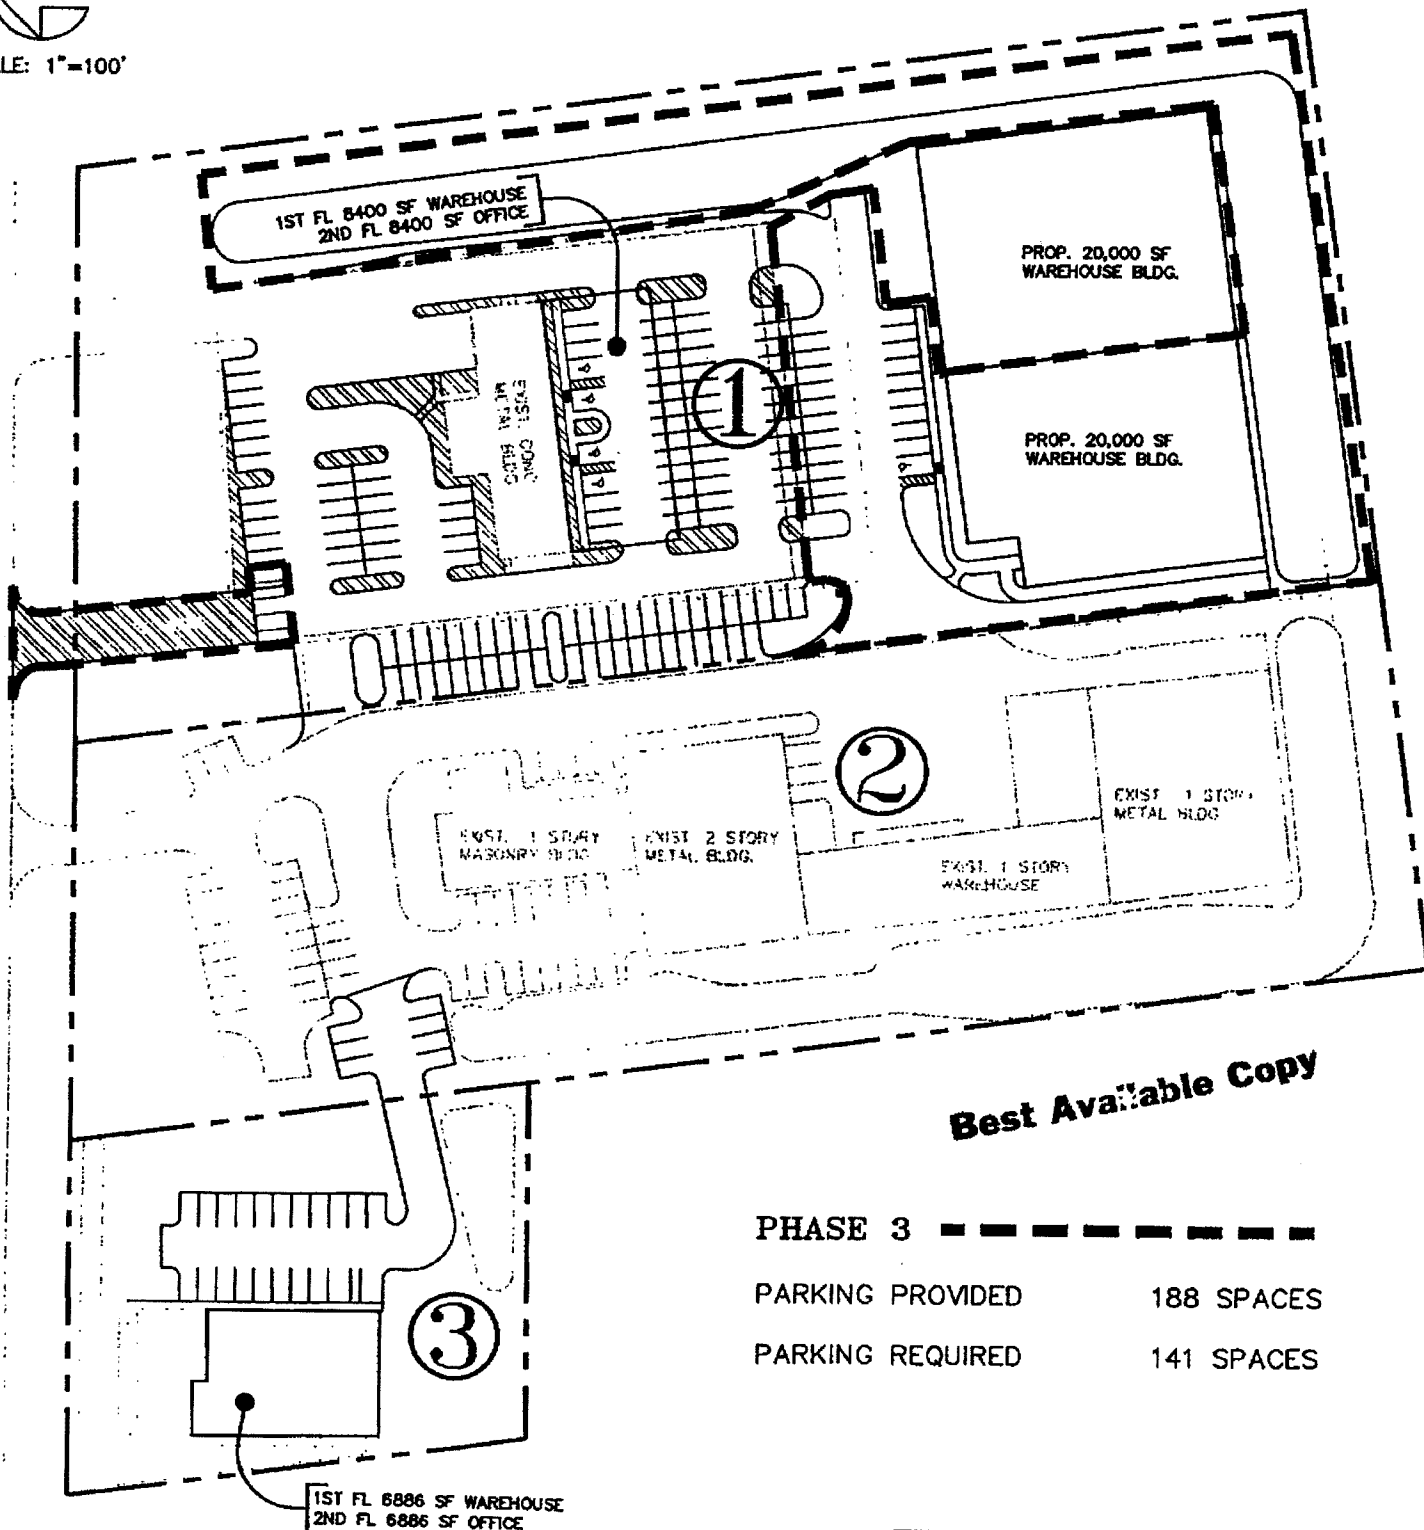 LE: 1"=100'
1ST FL 8400 SF WAREHOUSE
2ND FL 8400 SF OFFICE
PROP. 20,000 SF
WAREHOUSE BLDG.
EXIST. CONC
METAL BLDG
1
PROP. 20,000 SF
WAREHOUSE BLDG.
2
EXIST. 1 STORY
MASONRY BLDG
EXIST 2 STORY
METAL BLDG.
EXIST. 1 STORY
METAL BLDG
EXIST. 1 STORY
WAREHOUSE
Best Available Copy
PHASE 3
PARKING PROVIDED 188 SPACES
PARKING REQUIRED 141 SPACES
3
1ST FL 6886 SF WAREHOUSE
2ND FL 6886 SF OFFICE